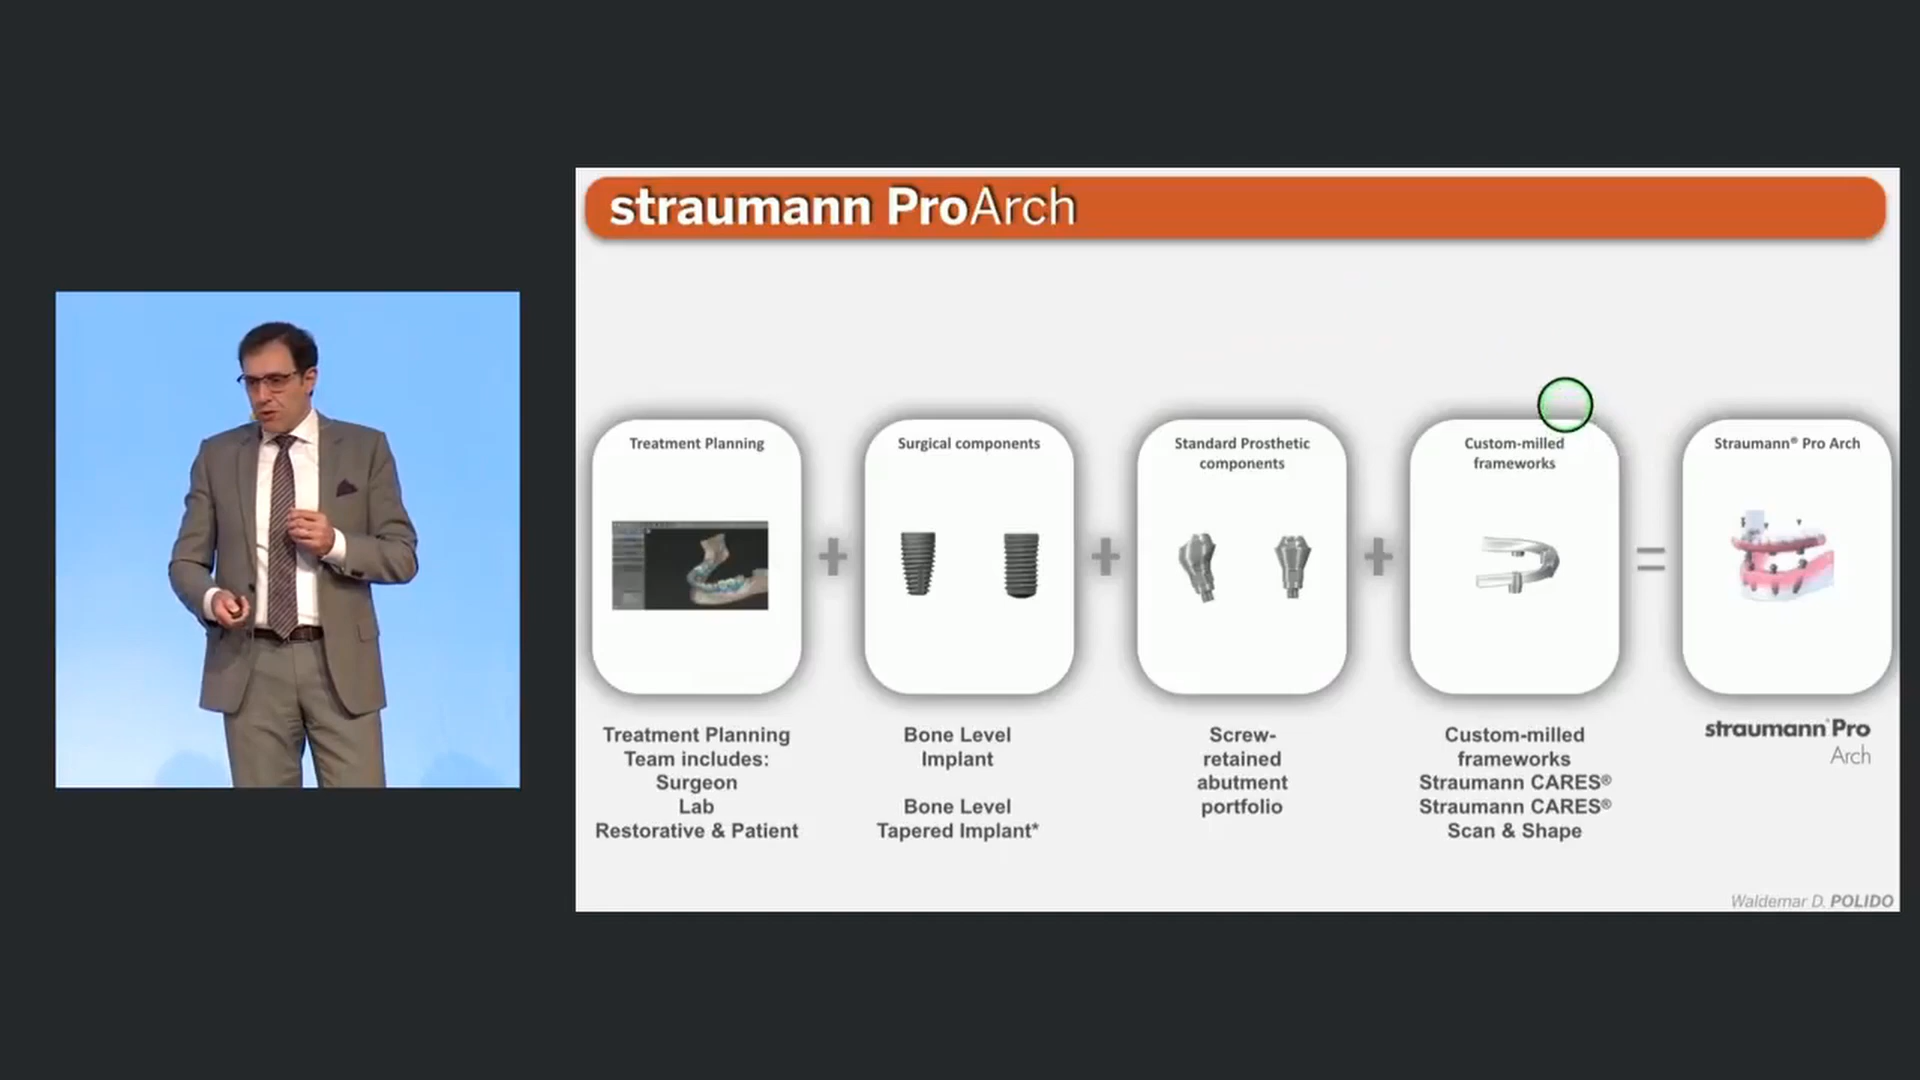 straumann ProArch
Treatment Planning
Surgical components
Standard Prosthetic
components
Custom-milled
frameworks
Straumann® Pro Arch
Treatment Planning
Team includes:
Surgeon
Lab
Restorative & Patient
Bone Level
Implant
Bone Level
Tapered Implant*
Screw-
retained
abutment
portfolio
Custom-milled
frameworks
Straumann CARES®
Straumann CARES®
Scan & Shape
straumann® Pro
Arch
Waldemar D. POLIDO